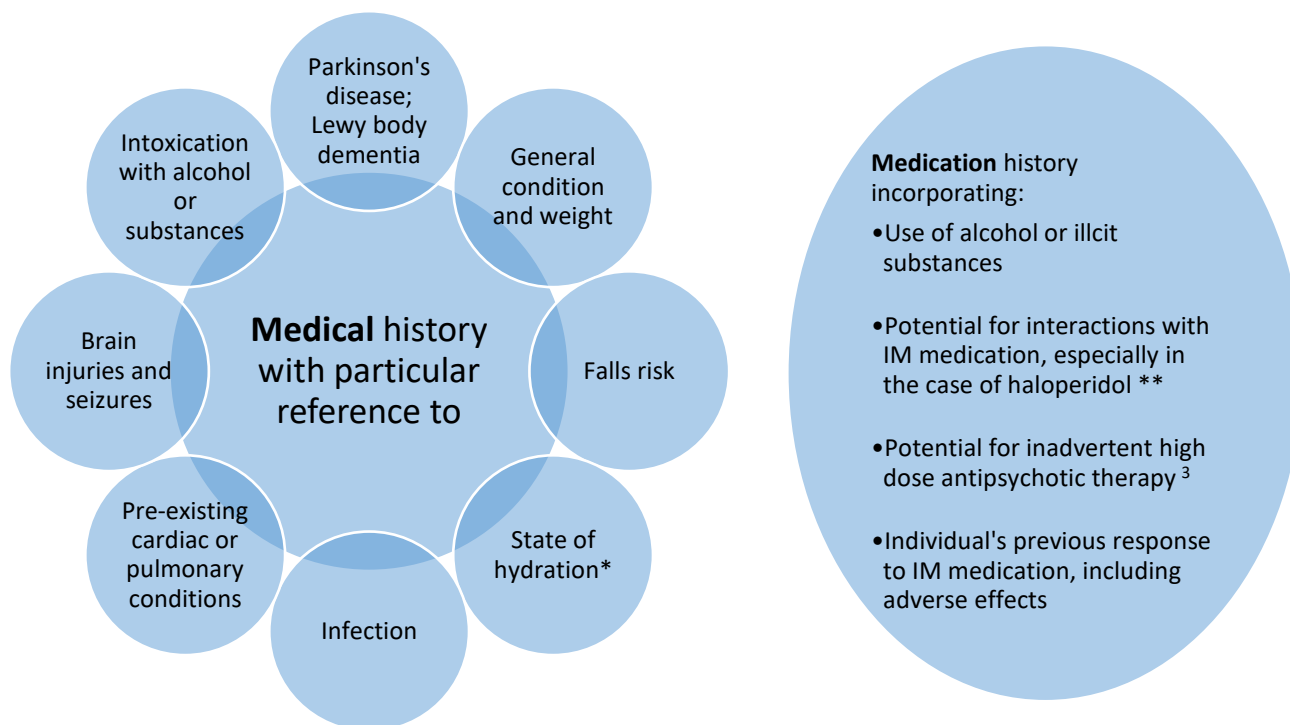 Medical history
with particular
reference to
Parkinson's
disease;
Lewy body
dementia
General
condition
and weight
Falls risk
State of
hydration*
Infection
Pre-existing
cardiac or
pulmonary
conditions
Brain
injuries and
seizures
Intoxication
with alcohol
or
substances
Medication history
incorporating:
•Use of alcohol or illcit
substances
•Potential for interactions with
IM medication, especially in
the case of haloperidol **
•Potential for inadvertent high
dose antipsychotic therapy 3
•Individual's previous response
to IM medication, including
adverse effects